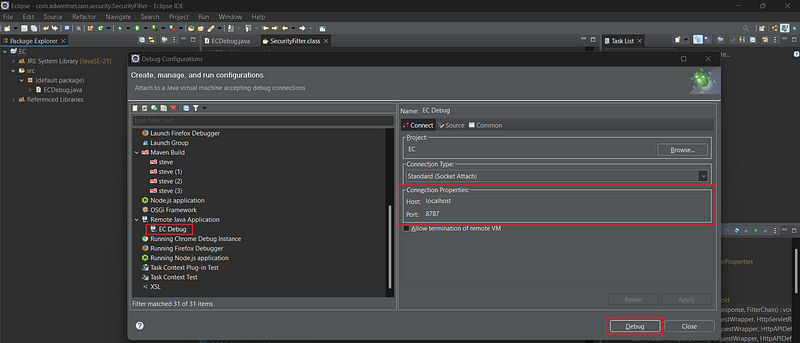 Eclipse - com.adventnet.iam.security.SecurityFilter - Eclipse IDE
File Edit Source Refactor Navigate Search Project Run Window Help
Package Explorer
ECDebug.java
SecurityFilter.class
Task List
EC
JRE System Library [JavaSE-21]
src
(default package)
ECDebug.java
Referenced Libraries
Debug Configurations
Create, manage, and run configurations
Attach to a Java virtual machine accepting debug connections
type filter text
Launch Firefox Debugger
Launch Group
Maven Build
steve
steve (1)
steve (2)
steve (3)
Node.js application
OSGi Framework
Remote Java Application
EC Debug
Running Chrome Debug Instance
Running Firefox Debugger
Running Node.js application
Task Context Plug-in Test
Task Context Test
XSL
Filter matched 31 of 31 items
Name: EC Debug
Connect Source Common
Project:
EC
Browse...
Connection Type:
Standard (Socket Attach)
Connection Properties:
Host: localhost
Port: 8787
Allow termination of remote VM
Revert Apply
Debug Close
rProperties
esponse, FilterChain) : void
questWrapper, HttpServletR
questWrapper, HttpAPIDef
uestWrapper, HttpAPIDef